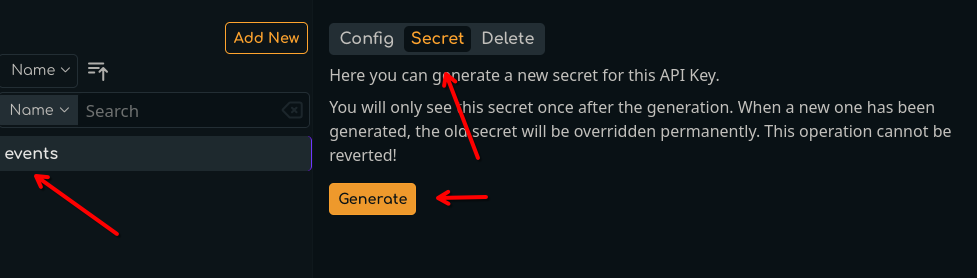 Add New
Name
Name Search
events
Config Secret Delete
Here you can generate a new secret for this API Key.
You will only see this secret once after the generation. When a new one has been
generated, the old secret will be overridden permanently. This operation cannot be
reverted!
Generate